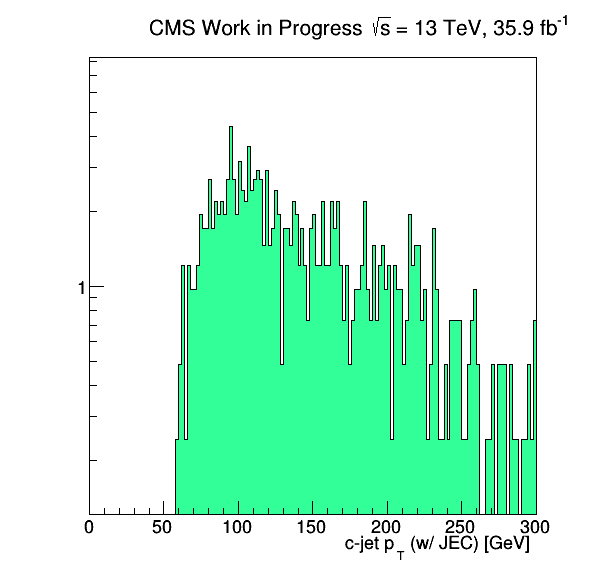 CMS Work in Progress √s = 13 TeV, 35.9 fb⁻¹
1
0 50 100 150 200 250 300
c-jet p_T (w/ JEC) [GeV]